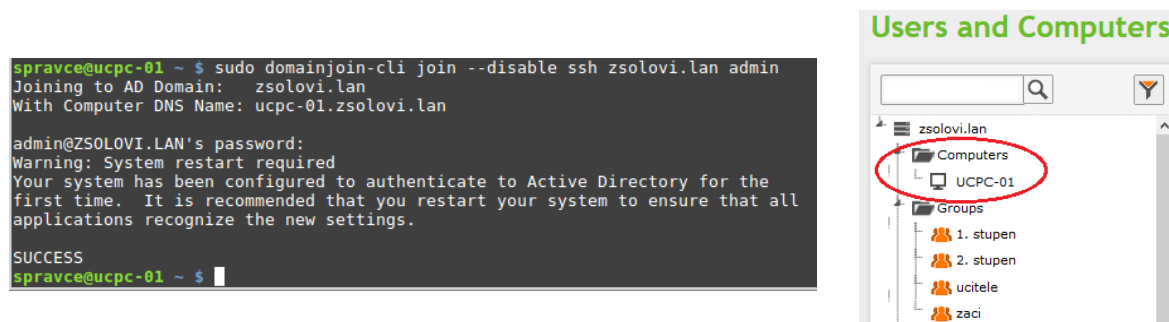 spravce@ucpc-01 ~ $ sudo domainjoin-cli join --disable ssh zsolovi.lan admin
Joining to AD Domain:   zsolovi.lan
With Computer DNS Name: ucpc-01.zsolovi.lan
admin@ZSOLOVI.LAN's password:
Warning: System restart required
Your system has been configured to authenticate to Active Directory for the
first time.  It is recommended that you restart your system to ensure that all
applications recognize the new settings.
SUCCESS
spravce@ucpc-01 ~ $
Users and Computers
zsolovi.lan
Computers
UCPC-01
Groups
1. stupen
2. stupen
ucitele
zaci